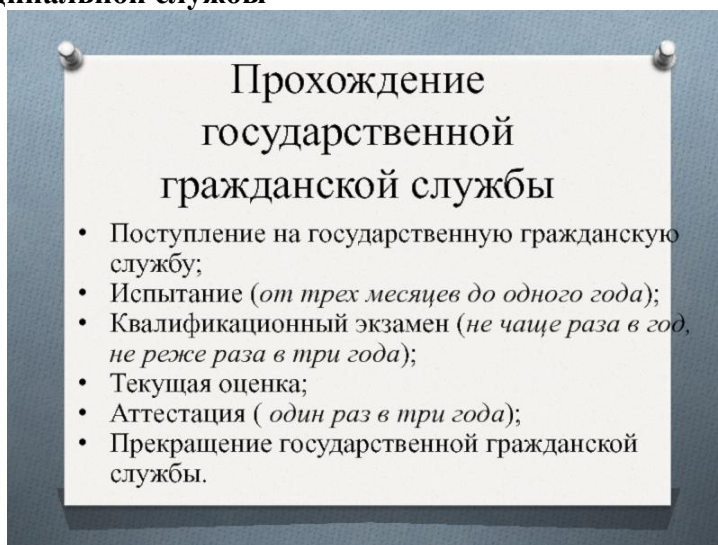 службы
Прохождение
государственной
гражданской службы
• Поступление на государственную гражданскую
службу;
• Испытание (от трех месяцев до одного года);
• Квалификационный экзамен (не чаще раза в год,
не реже раза в три года);
• Текущая оценка;
• Аттестация ( один раз в три года);
• Прекращение государственной гражданской
службы.